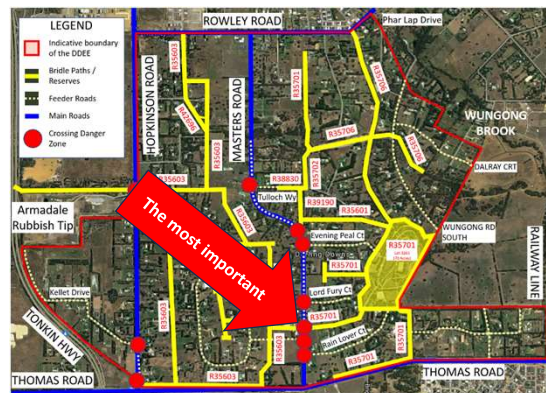 ROWLEY ROAD
Phar Lap Drive
LEGEND
Indicative boundary
of the DDEE
Bridle Paths /
Reserves
Feeder Roads
Main Roads
Crossing Danger
Zone
HOPKINSON ROAD
R35603
R42696
R35603
MASTERS ROAD
R35701
R35706
R35706
R35706
WUNGONG
BROOK
DALRAY CRT
R35702
R35603
R38830
Tulloch Wy
R39190
R35601
R35603
Armadale
Rubbish Tip
The most important
Evening Peal Ct
WUNGONG RD
SOUTH
R35701
R35701
RAILWAY LINE
Kellet Drive
Lord Fury Ct
R35701
R35603
R35603
Rain Lover Ct
R35701
R35701
TONKIN HWY
R35603
THOMAS ROAD
THOMAS ROAD